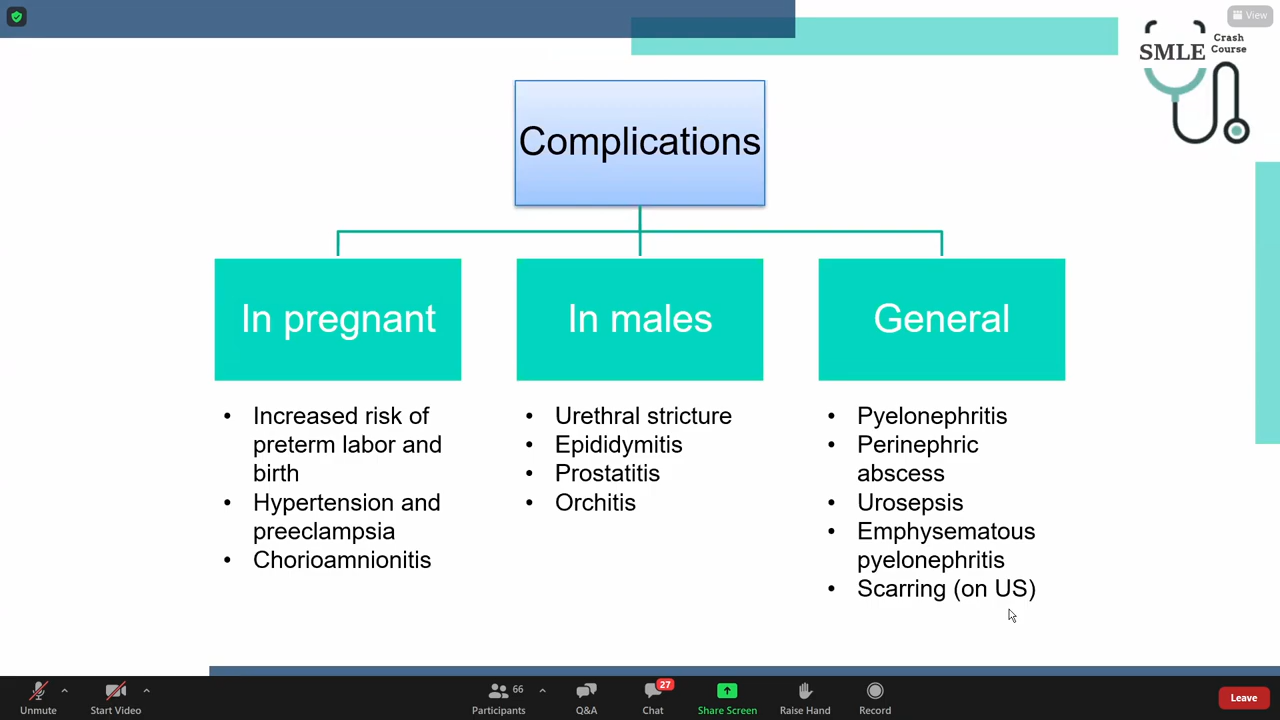 View
SMLE Crash
Course
Complications
In pregnant
In males
General
• Increased risk of
preterm labor and
birth
• Hypertension and
preeclampsia
• Chorioamnionitis
• Urethral stricture
• Epididymitis
• Prostatitis
• Orchitis
• Pyelonephritis
• Perinephric
abscess
• Urosepsis
• Emphysematous
pyelonephritis
• Scarring (on US)
Unmute
Start Video
66
Participants
Q&A
27
Chat
Share Screen
Raise Hand
Record
Leave